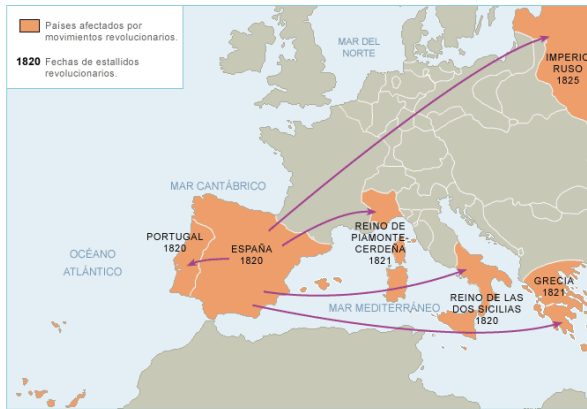 Países afectados por
movimientos revolucionarios.
1820 Fechas de estallidos
revolucionarios.
MAR DEL
NORTE
IMPERIO
RUSO
1825
MAR CANTÁBRICO
OCÉANO
ATLÁNTICO
PORTUGAL
1820
ESPAÑA
1820
REINO DE
PIAMONTE-
CERDEÑA
1821
MAR MEDITERRÁNEO
REINO DE LAS
DOS SICILIAS
1820
GRECIA
1821